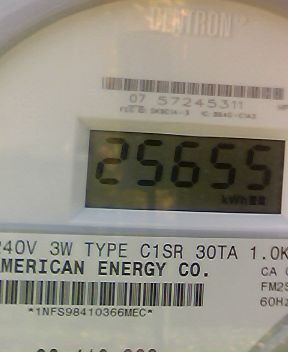 CENTRON
07 57245311
25655
kWh
240V 3W TYPE C1SR 30TA 1.0K
AMERICAN ENERGY CO.
CA
FM2S
*1NFS98410366MEC*
60Hz